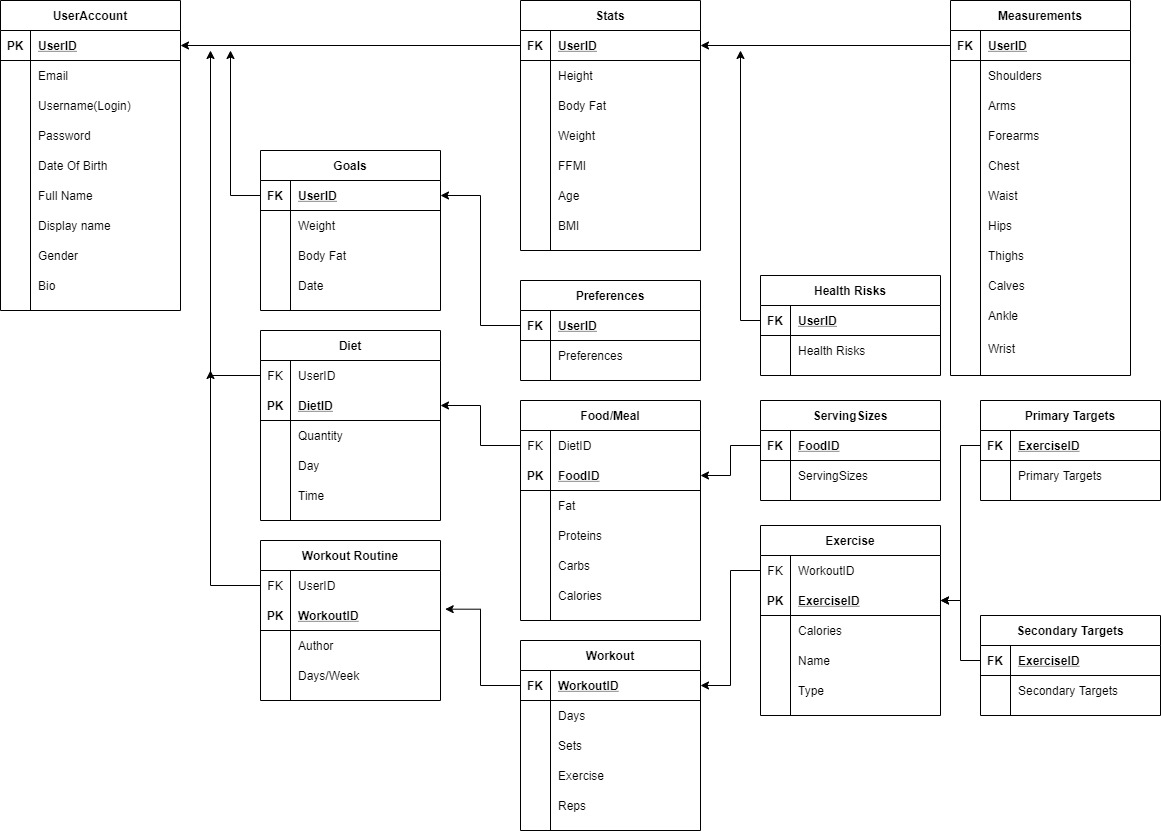 UserAccount
PK UserID
Email
Username(Login)
Password
Date Of Birth
Full Name
Display name
Gender
Bio
Stats
FK UserID
Height
Body Fat
Weight
FFMI
Age
BMI
Measurements
FK UserID
Shoulders
Arms
Forearms
Chest
Waist
Hips
Thighs
Calves
Ankle
Wrist
Goals
FK UserID
Weight
Body Fat
Date
Preferences
FK UserID
Preferences
Health Risks
FK UserID
Health Risks
Diet
FK UserID
PK DietID
Quantity
Day
Time
Food/Meal
FK DietID
PK FoodID
Fat
Proteins
Carbs
Calories
ServingSizes
FK FoodID
ServingSizes
Primary Targets
FK ExerciseID
Primary Targets
Workout Routine
FK UserID
PK WorkoutID
Author
Days/Week
Workout
FK WorkoutID
Days
Sets
Exercise
Reps
Exercise
FK WorkoutID
PK ExerciseID
Calories
Name
Type
Secondary Targets
FK ExerciseID
Secondary Targets